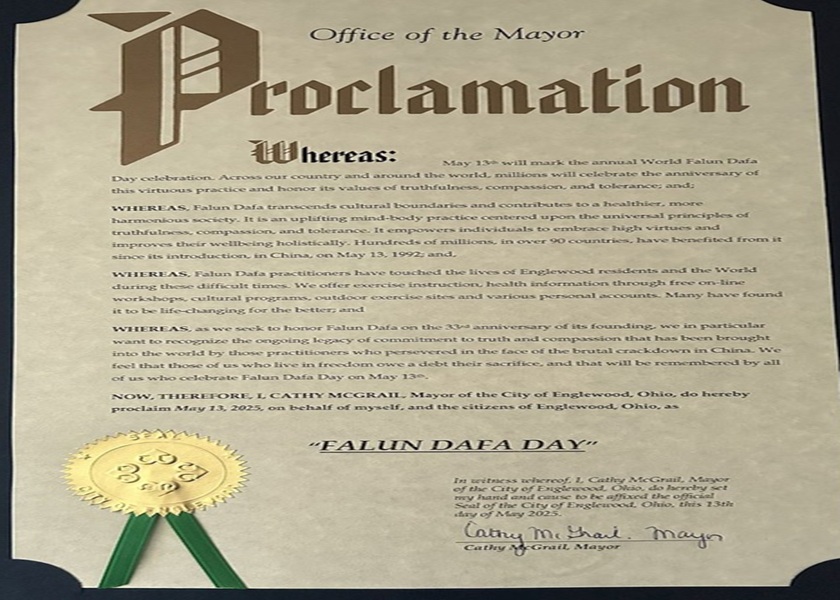 Office of the Mayor
Proclamation
Whereas: May 13th will mark the annual World Falun Dafa
Day celebration. Across our country and around the world, millions will celebrate the anniversary of
this virtuous practice and honor its values of truthfulness, compassion, and tolerance; and;
WHEREAS, Falun Dafa transcends cultural boundaries and contributes to a healthier, more
harmonious society. It is an uplifting mind-body practice centered upon the universal principles of
truthfulness, compassion, and tolerance. It empowers individuals to embrace high virtues and
improves their wellbeing holistically. Hundreds of millions, in over 90 countries, have benefited from it
since its introduction, in China, on May 13, 1992; and,
WHEREAS, Falun Dafa practitioners have touched the lives of Englewood residents and the World
during these difficult times. We offer exercise instruction, health information through free on-line
workshops, cultural programs, outdoor exercise sites and various personal accounts. Many have found
it to be life-changing for the better; and
WHEREAS, as we seek to honor Falun Dafa on the 33rd anniversary of its founding, we in particular
want to recognize the ongoing legacy of commitment to truth and compassion that has been brought
into the world by those practitioners who persevered in the face of the brutal crackdown in China. We
feel that those of us who live in freedom owe a debt their sacrifice, and that will be remembered by all
of us who celebrate Falun Dafa Day on May 13th.
NOW, THEREFORE, I, CATHY MCGRAIL, Mayor of the City of Englewood, Ohio, do hereby
proclaim May 13, 2025, on behalf of myself, and the citizens of Englewood, Ohio, as
"FALUN DAFA DAY"
In witness whereof, I, Cathy McGrail, Mayor
of the City of Englewood, Ohio, do hereby set
my hand and cause to be affixed the official
Seal of the City of Englewood, Ohio, this 13th
day of May 2025.
Cathy McGrail, Mayor
Cathy McGrail, Mayor
SEAL